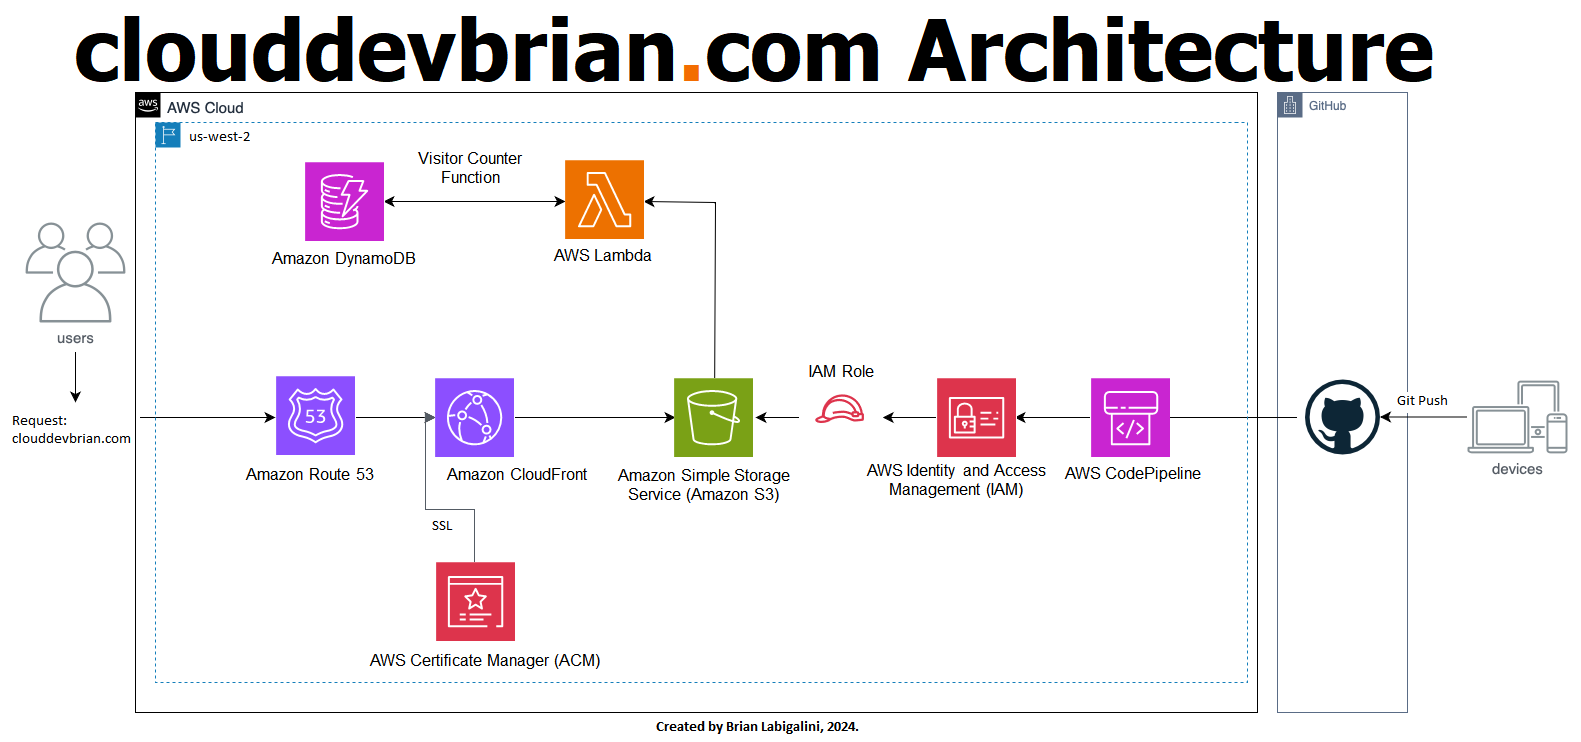 clouddevbrian.com Architecture
aws
AWS Cloud
GitHub
us-west-2
Visitor Counter
Function
Amazon DynamoDB
AWS Lambda
users
Request:
clouddevbrian.com
53
Amazon Route 53
Amazon CloudFront
Amazon Simple Storage
Service (Amazon S3)
IAM Role
AWS Identity and Access
Management (IAM)
</>
AWS CodePipeline
Git Push
devices
SSL
AWS Certificate Manager (ACM)
Created by Brian Labigalini, 2024.